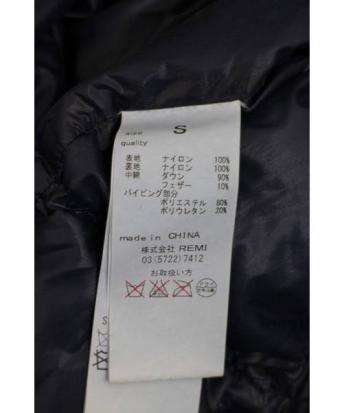 size S
quality
表地 ナイロン 100%
裏地 ナイロン 100%
中綿 ダウン 90%
フェザー 10%
パイピング部分
ポリエステル 80%
ポリウレタン 20%
made in CHINA
株式会社 REMI
03(5722)7412
お取扱い方
S